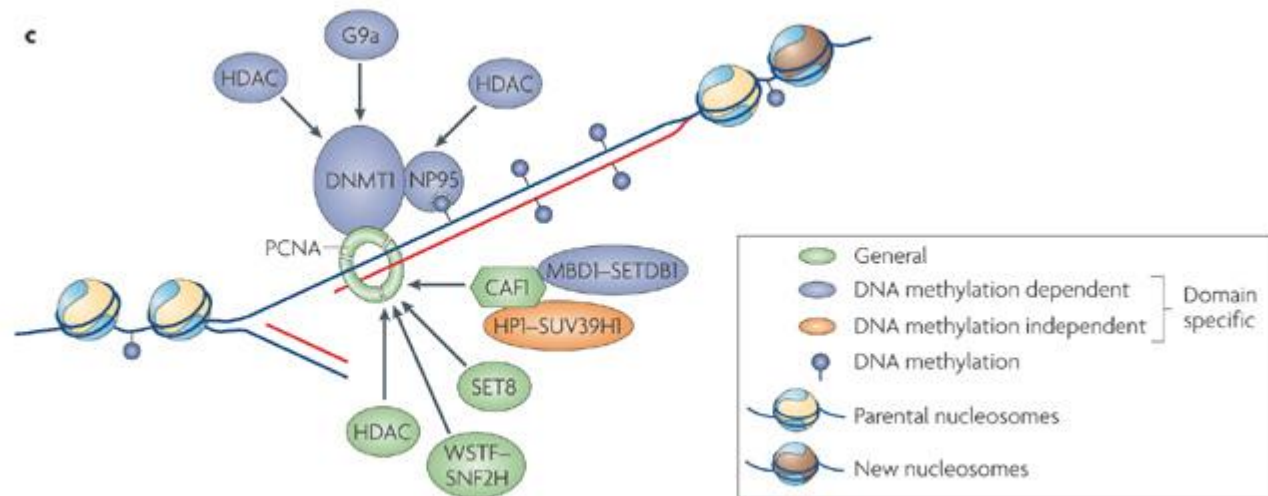 c
G9a
HDAC
HDAC
DNMT1
NP95
PCNA
MBD1–SETDB1
CAF1
HP1–SUV39H1
SET8
HDAC
WSTF–
SNF2H
General
DNA methylation dependent
DNA methylation independent
Domain
specific
DNA methylation
Parental nucleosomes
New nucleosomes